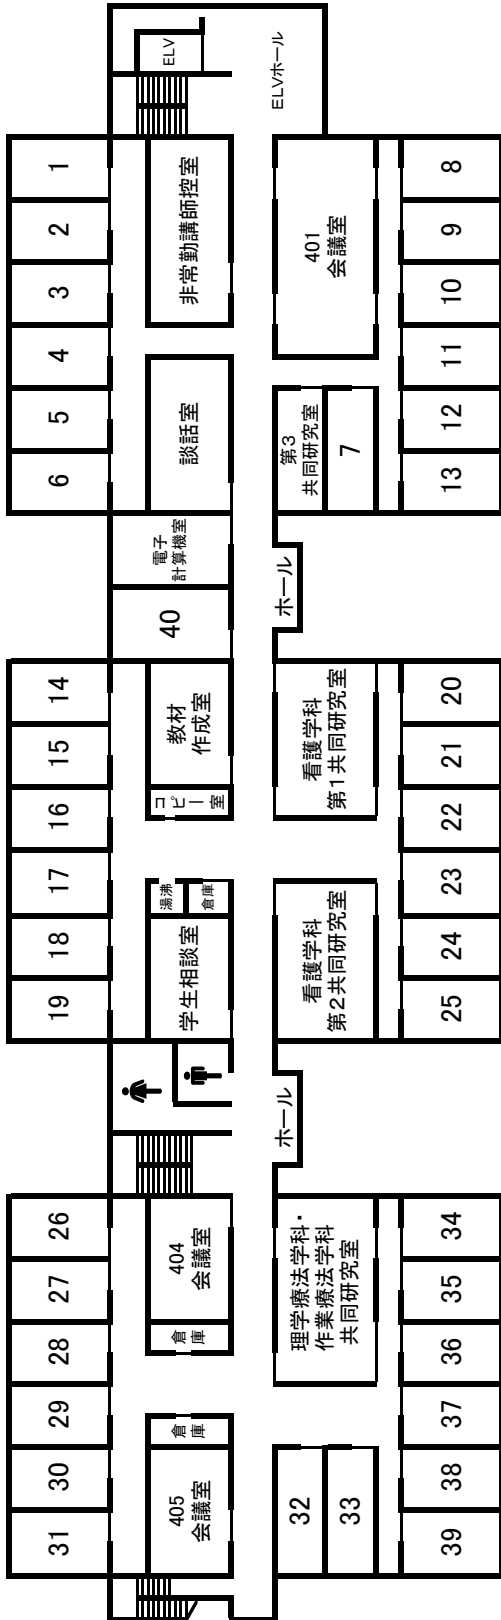 ELV
ELVホール
1
2
3
4
5
6
非常勤講師控室
談話室
401
会議室
第3
共同研究室
7
8
9
10
11
12
13
電子
計算機室
40
ホール
14
15
16
17
18
19
教材
作成室
コピー室
湯沸
倉庫
学生相談室
看護学科
第1共同研究室
看護学科
第2共同研究室
20
21
22
23
24
25
ホール
26
27
28
29
30
31
404
会議室
倉庫
倉庫
405
会議室
理学療法学科・
作業療法学科
共同研究室
32
33
34
35
36
37
38
39